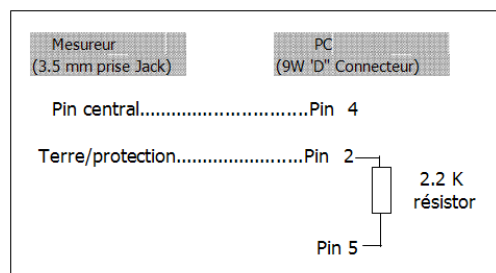 Mesureur
(3.5 mm prise Jack)
PC
(9W 'D" Connecteur)
Pin central...................................Pin 4
Terre/protection..........................Pin 2
2.2 K
résistor
Pin 5